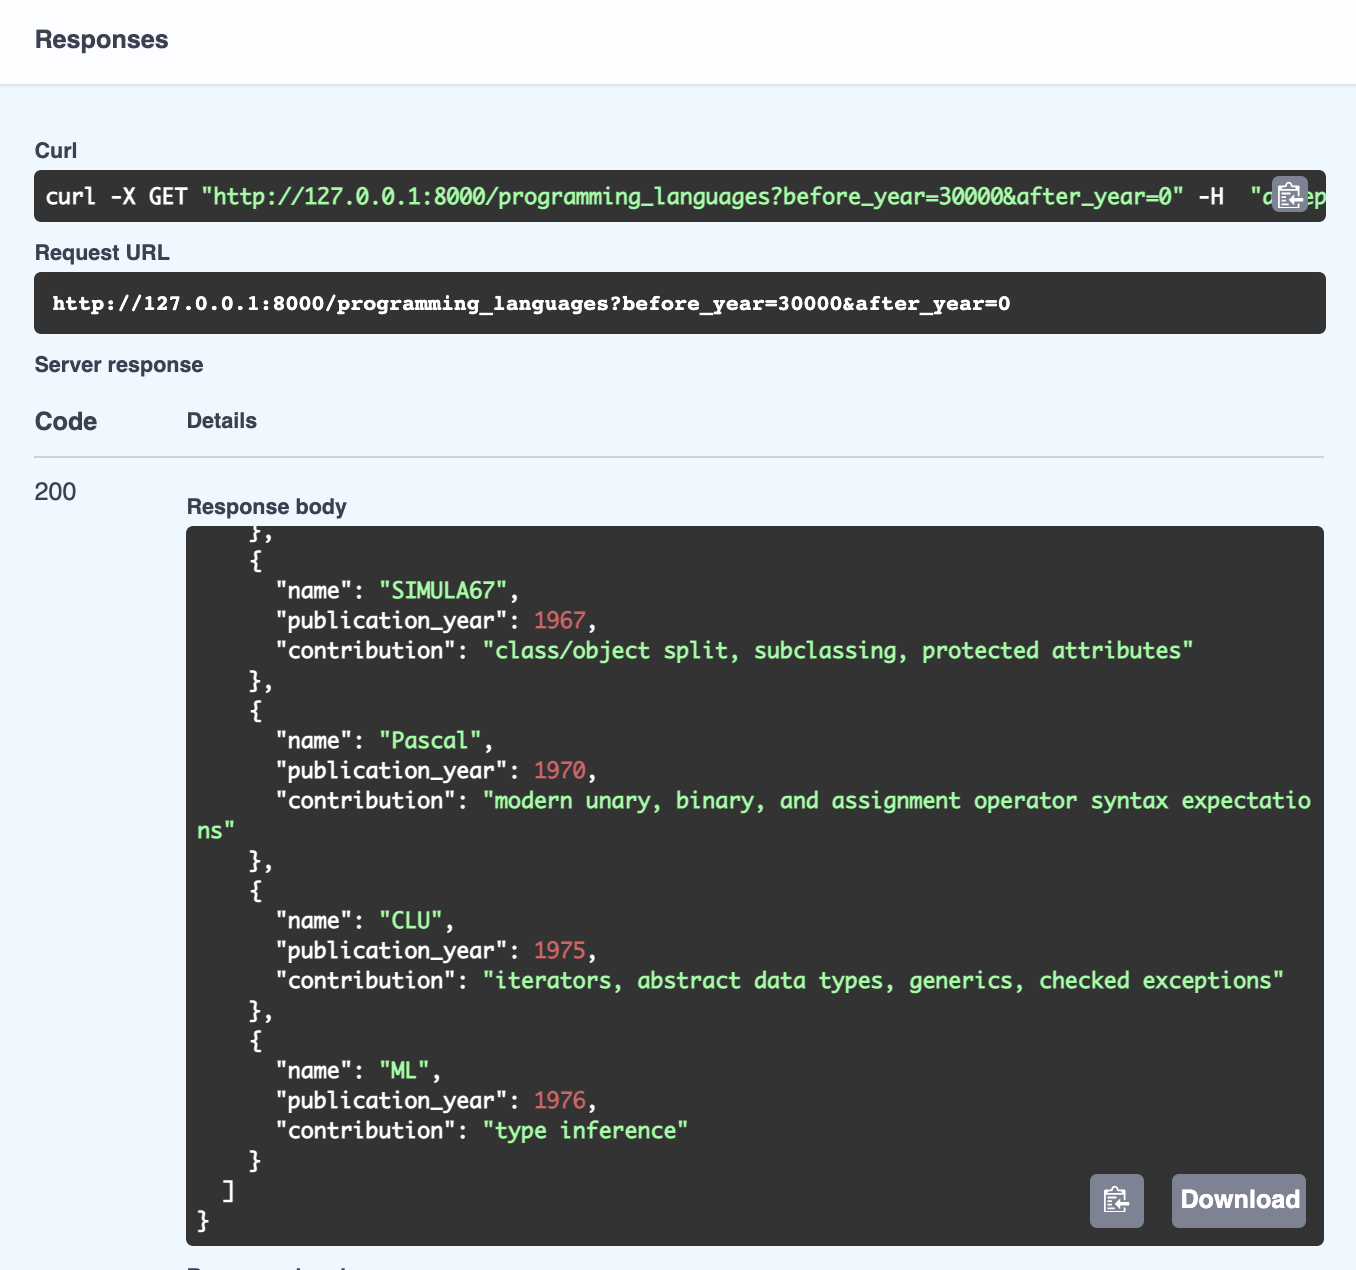 Responses
Curl
curl -X GET "http://127.0.0.1:8000/programming_languages?before_year=30000&after_year=0" -H  "a
Request URL
http://127.0.0.1:8000/programming_languages?before_year=30000&after_year=0
Server response
Code Details
200
Response body
},
{
"name": "SIMULA67",
"publication_year": 1967,
"contribution": "class/object split, subclassing, protected attributes"
},
{
"name": "Pascal",
"publication_year": 1970,
"contribution": "modern unary, binary, and assignment operator syntax expectatio
ns"
},
{
"name": "CLU",
"publication_year": 1975,
"contribution": "iterators, abstract data types, generics, checked exceptions"
},
{
"name": "ML",
"publication_year": 1976,
"contribution": "type inference"
}
]
}
Download